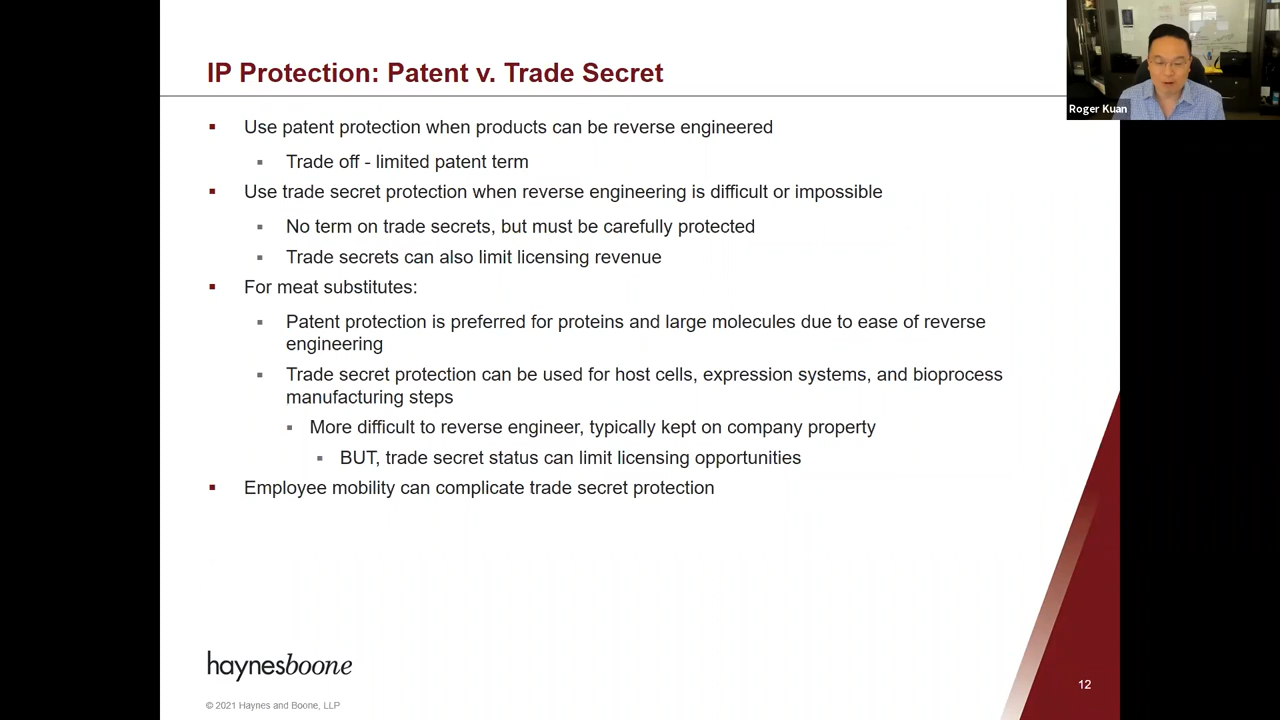 IP Protection: Patent v. Trade Secret
Roger Kuan
▪ Use patent protection when products can be reverse engineered
▪ Trade off - limited patent term
▪ Use trade secret protection when reverse engineering is difficult or impossible
▪ No term on trade secrets, but must be carefully protected
▪ Trade secrets can also limit licensing revenue
▪ For meat substitutes:
▪ Patent protection is preferred for proteins and large molecules due to ease of reverse
engineering
▪ Trade secret protection can be used for host cells, expression systems, and bioprocess
manufacturing steps
▪ More difficult to reverse engineer, typically kept on company property
▪ BUT, trade secret status can limit licensing opportunities
▪ Employee mobility can complicate trade secret protection
haynesboone
12
© 2021 Haynes and Boone, LLP